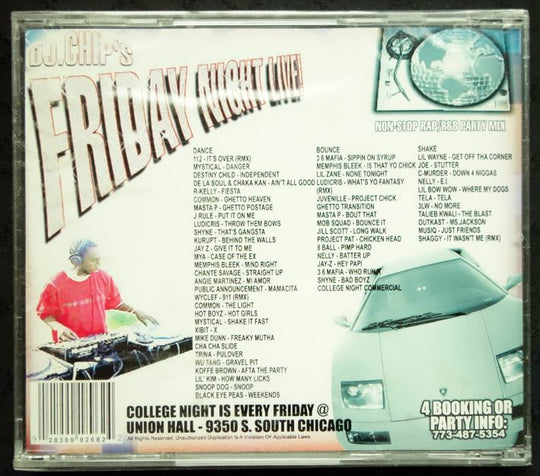 DJ.CHIP'S
FRIDAY NIGHT LIVE!
NON-STOP RAP/R&B PARTY MIX
DANCE
112 - IT'S OVER (RMX)
MYSTICAL - DANGER
DESTINY CHILD - INDEPENDENT
DE LA SOUL & CHAKA KAN - AIN'T ALL GOOD
R-KELLY - FIESTA
COMMON - GHETTO HEAVEN
MASTA P - GHETTO POSTAGE
J RULE - PUT IT ON ME
LUDICRIS - THROW THEM BOWS
SHYNE - THAT'S GANGSTA
KURUPT - BEHIND THE WALLS
JAY Z - GIVE IT TO ME
MYA - CASE OF THE EX
MEMPHIS BLEEK - MIND RIGHT
CHANTE SAVAGE - STRAIGHT UP
ANGIE MARTINEZ - MI AMOR
PUBLIC ANNOUNCEMENT - MAMACITA
WYCLEF - 911 (RMX)
COMMON - THE LIGHT
HOT BOYZ - HOT GIRLS
MYSTICAL - SHAKE IT FAST
XIBIT - X
MIKE DUNN - FREAKY MUTHA
CHA CHA SLIDE
TRINA - PULOVER
WU TANG - GRAVEL PIT
KOFFE BROWN - AFTA THE PARTY
LIL' KIM - HOW MANY LICKS
SNOOP DOG - SNOOP
BLACK EYE PEAS - WEEKENDS
BOUNCE
3 6 MAFIA - SIPPIN ON SYRUP
MEMPHIS BLEEK - IS THAT YO CHICK
LIL ZANE - NONE TONIGHT
LUDICRIS - WHAT'S YO FANTASY
(RMX)
JUVENILLE - PROJECT CHICK
GHETTO TRANSITION
MASTA P - BOUT THAT
MOB SQUAD - BOUNCE IT
JILL SCOTT - LONG WALK
PROJECT PAT - CHICKEN HEAD
8 BALL - PIMP HARD
NELLY - BATTER UP
JAY-Z - HEY PAPI
3 6 MAFIA - WHO RUN
SHYNE - BAD BOYZ
COLLEGE NIGHT COMMERCIAL
SHAKE
LIL WAYNE - GET OFF THA CORNER
JOE - STUTTER
C-MURDER - DOWN 4 NIGGAS
NELLY - E.I.
LIL BOW WOW - WHERE MY DOGS
TELA - TELA
3LW - NO MORE
TALIEB KWALI - THE BLAST
OUTKAST - MS.JACKSON
MUSIQ - JUST FRIENDS
SHAGGY - IT WASN'T ME (RMX)
COLLEGE NIGHT IS EVERY FRIDAY @
UNION HALL - 9350 S. SOUTH CHICAGO
All Rights Reserved. Unauthorized Duplication Is A Violation Of Applicable Laws
4 BOOKING OR
PARTY INFO:
773-487-5354
9 28369 92682 2